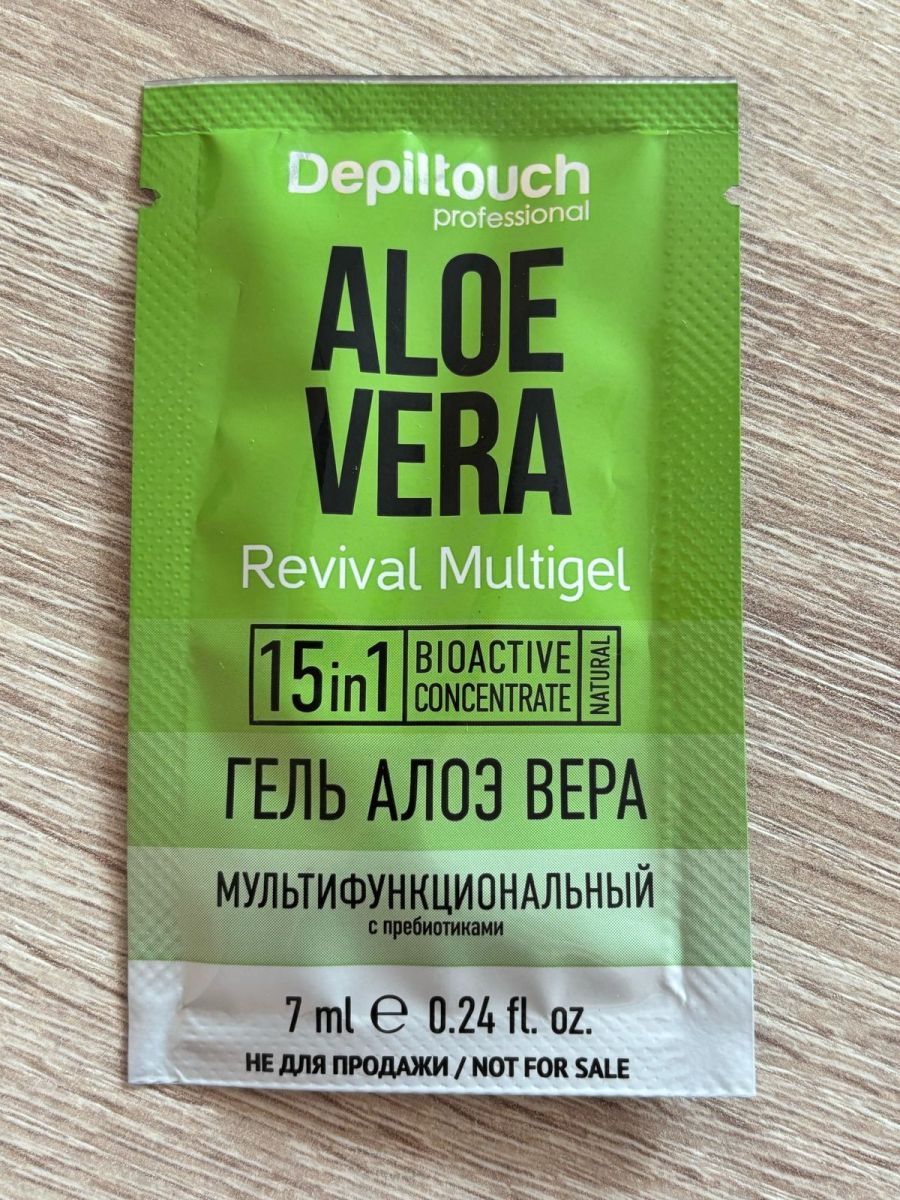 Depiltouch
professional
ALOE
VERA
Revival Multigel
15in1
BIOACTIVE
CONCENTRATE
NATURAL
ГЕЛЬ АЛОЭ ВЕРА
МУЛЬТИФУНКЦИОНАЛЬНЫЙ
с пребиотиками
7 ml ℮ 0.24 fl. oz.
НЕ ДЛЯ ПРОДАЖИ / NOT FOR SALE